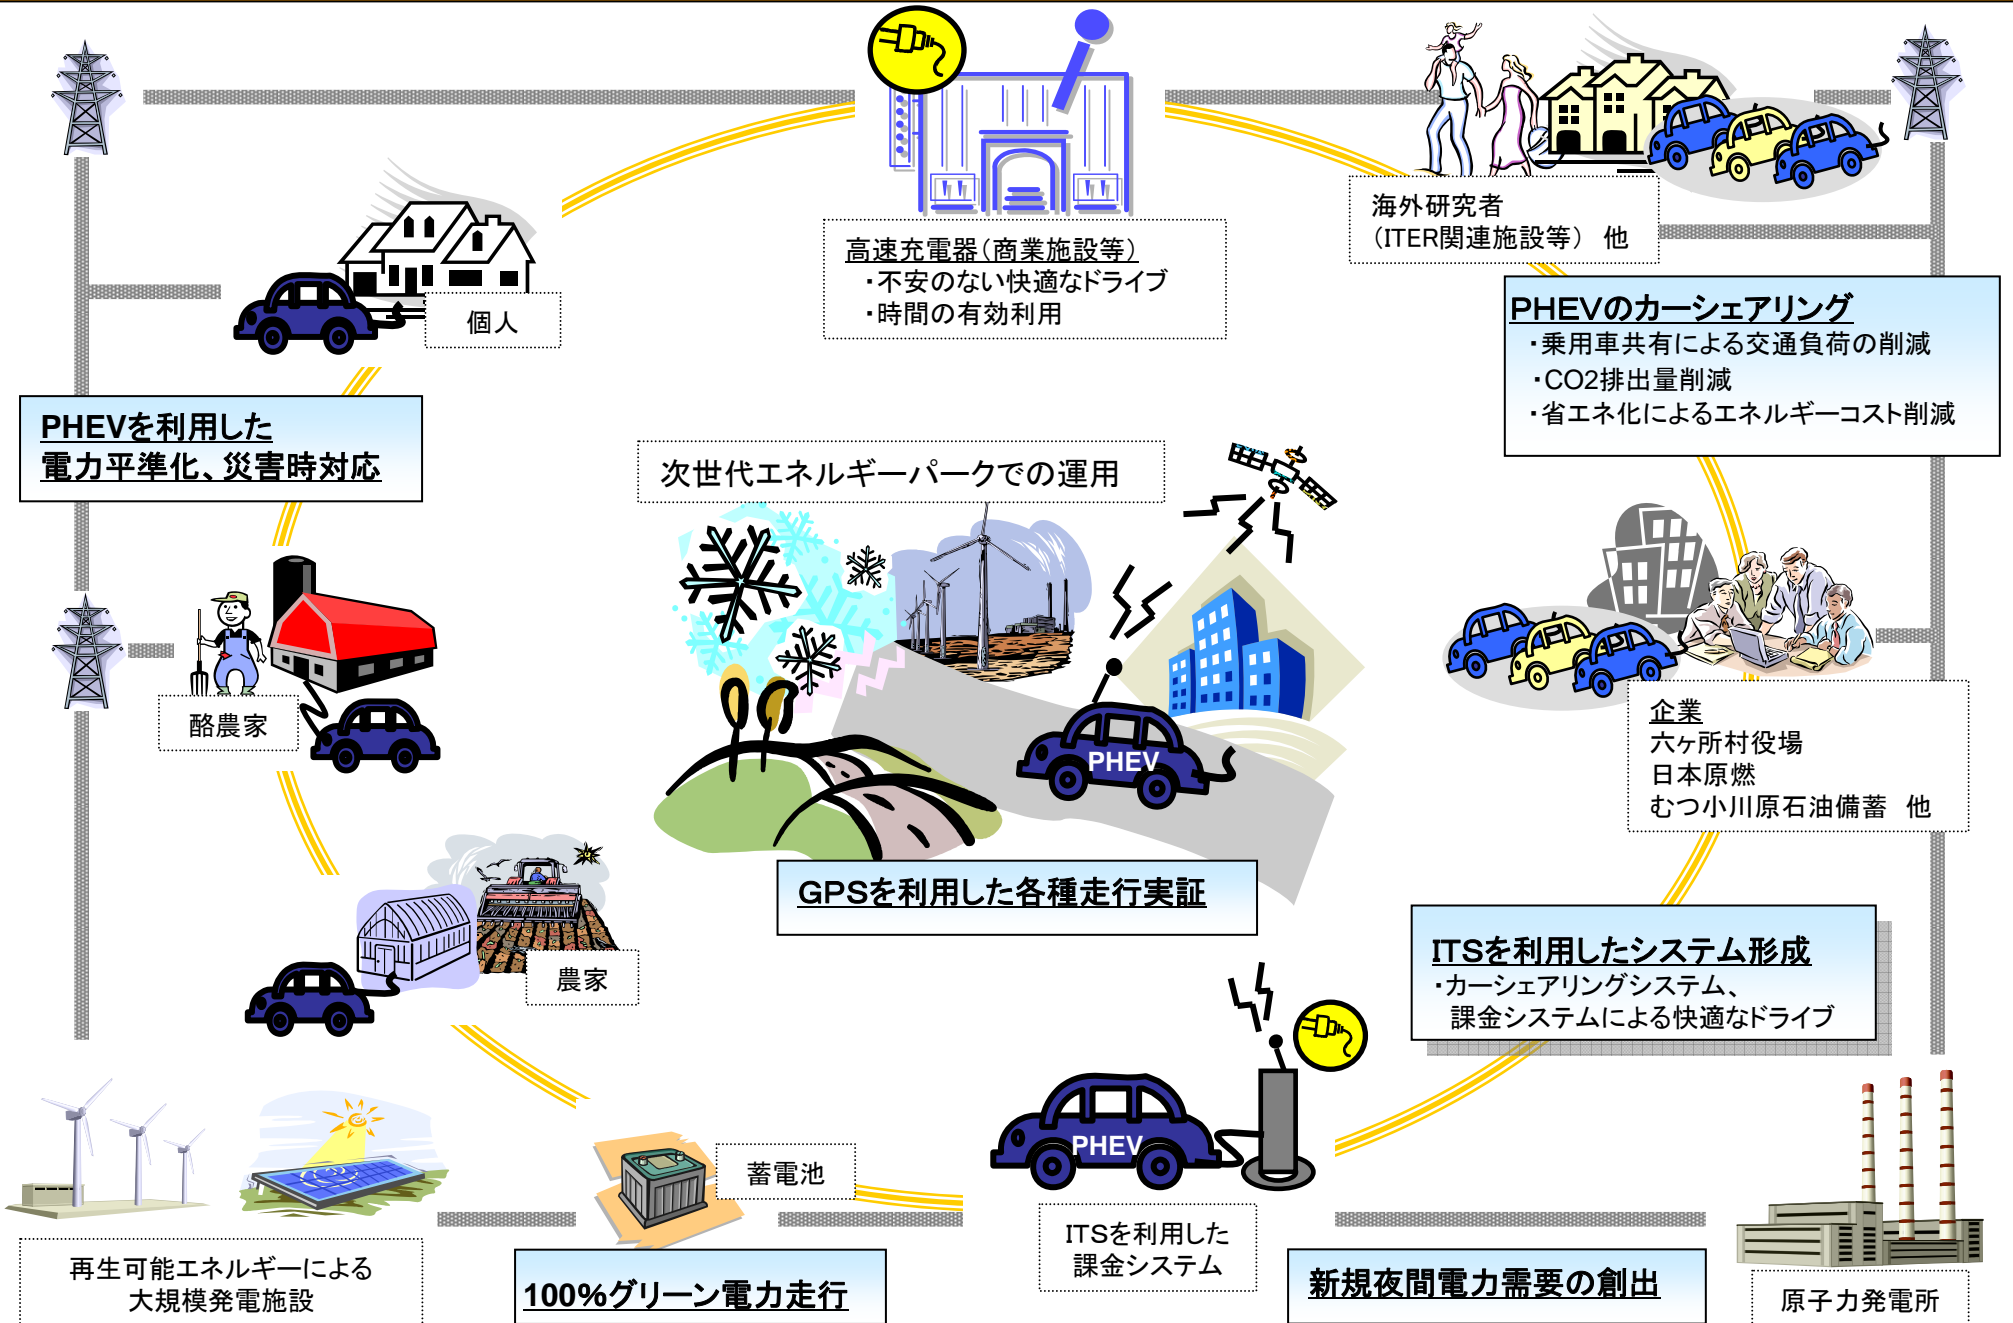 高速充電器（商業施設等）
・不安のない快適なドライブ
・時間の有効利用
海外研究者
（ITER関連施設等） 他
個人
PHEVのカーシェアリング
・乗用車共有による交通負荷の削減
・CO2排出量削減
・省エネ化によるエネルギーコスト削減
PHEVを利用した
電力平準化、災害時対応
次世代エネルギーパークでの運用
酪農家
PHEV
企業
六ヶ所村役場
日本原燃
むつ小川原石油備蓄 他
GPSを利用した各種走行実証
農家
ITSを利用したシステム形成
・カーシェアリングシステム、
課金システムによる快適なドライブ
PHEV
蓄電池
ITSを利用した
課金システム
再生可能エネルギーによる
大規模発電施設
100%グリーン電力走行
新規夜間電力需要の創出
原子力発電所